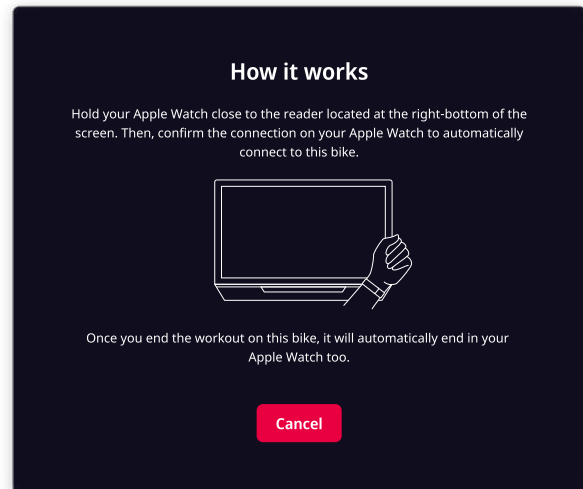 How it works
Hold your Apple Watch close to the reader located at the right-bottom of the
screen. Then, confirm the connection on your Apple Watch to automatically
connect to this bike.
Once you end the workout on this bike, it will automatically end in your
Apple Watch too.
Cancel